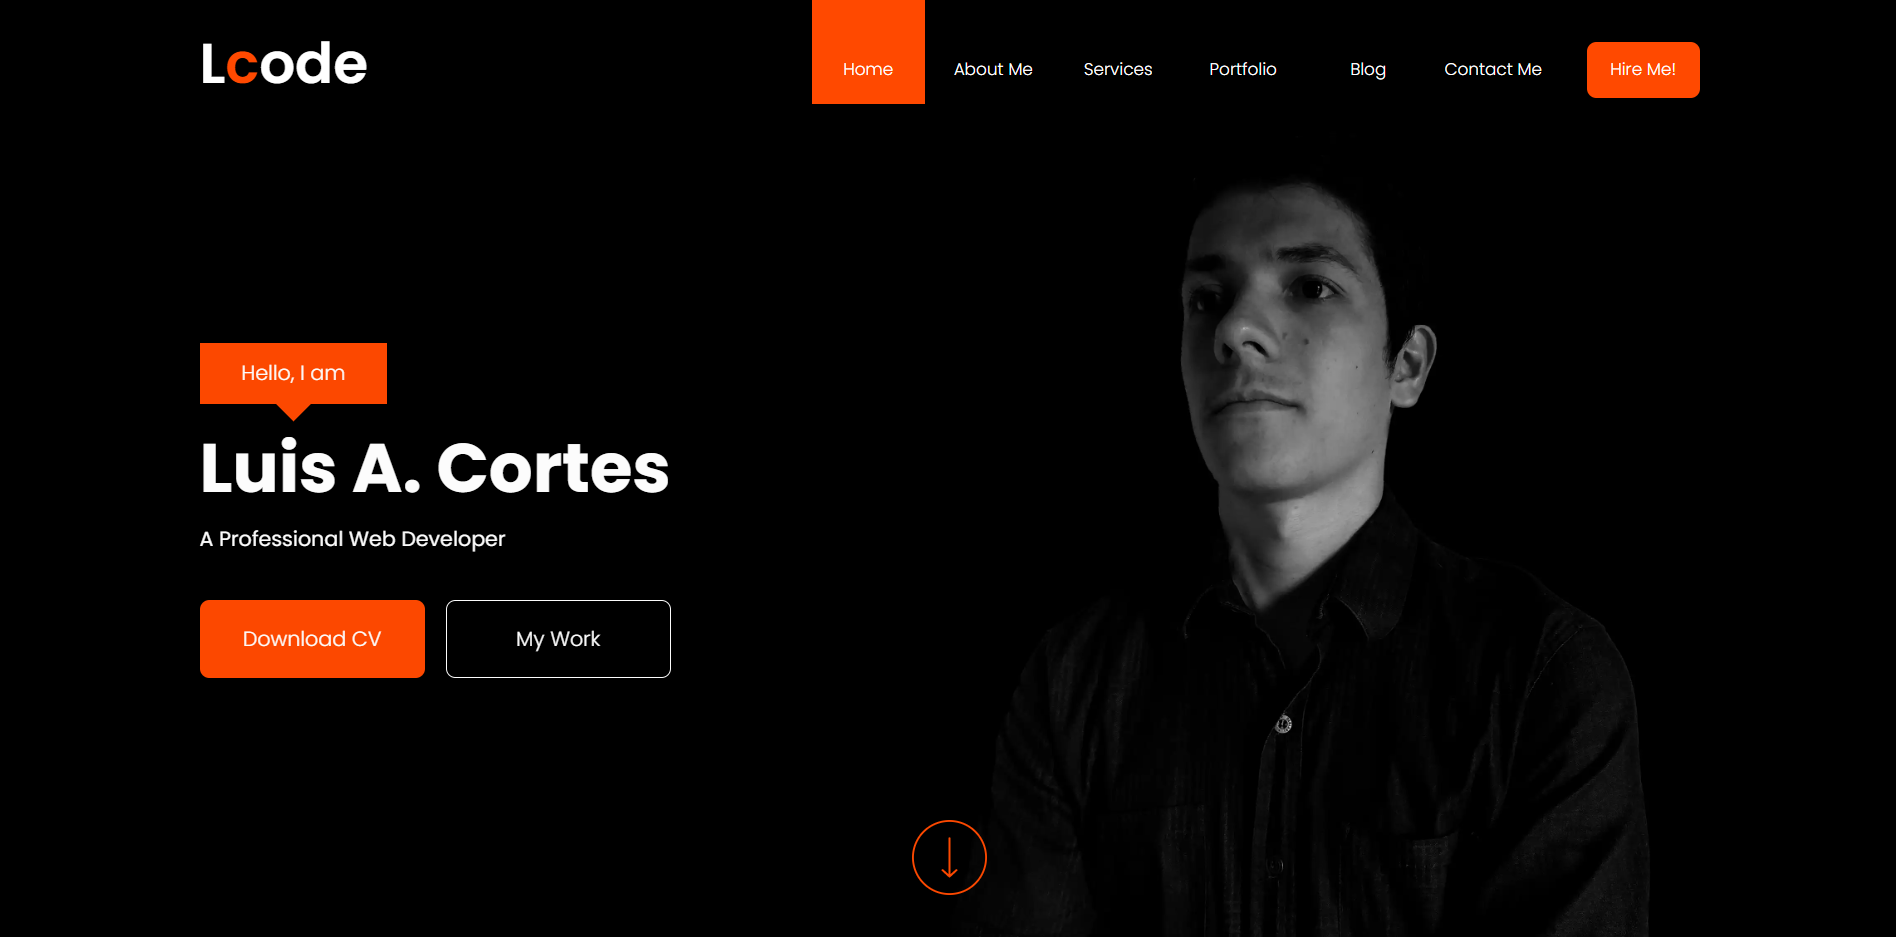 Lcode
Home About Me Services Portfolio Blog Contact Me Hire Me!
Hello, I am
Luis A. Cortes
A Professional Web Developer
Download CV My Work